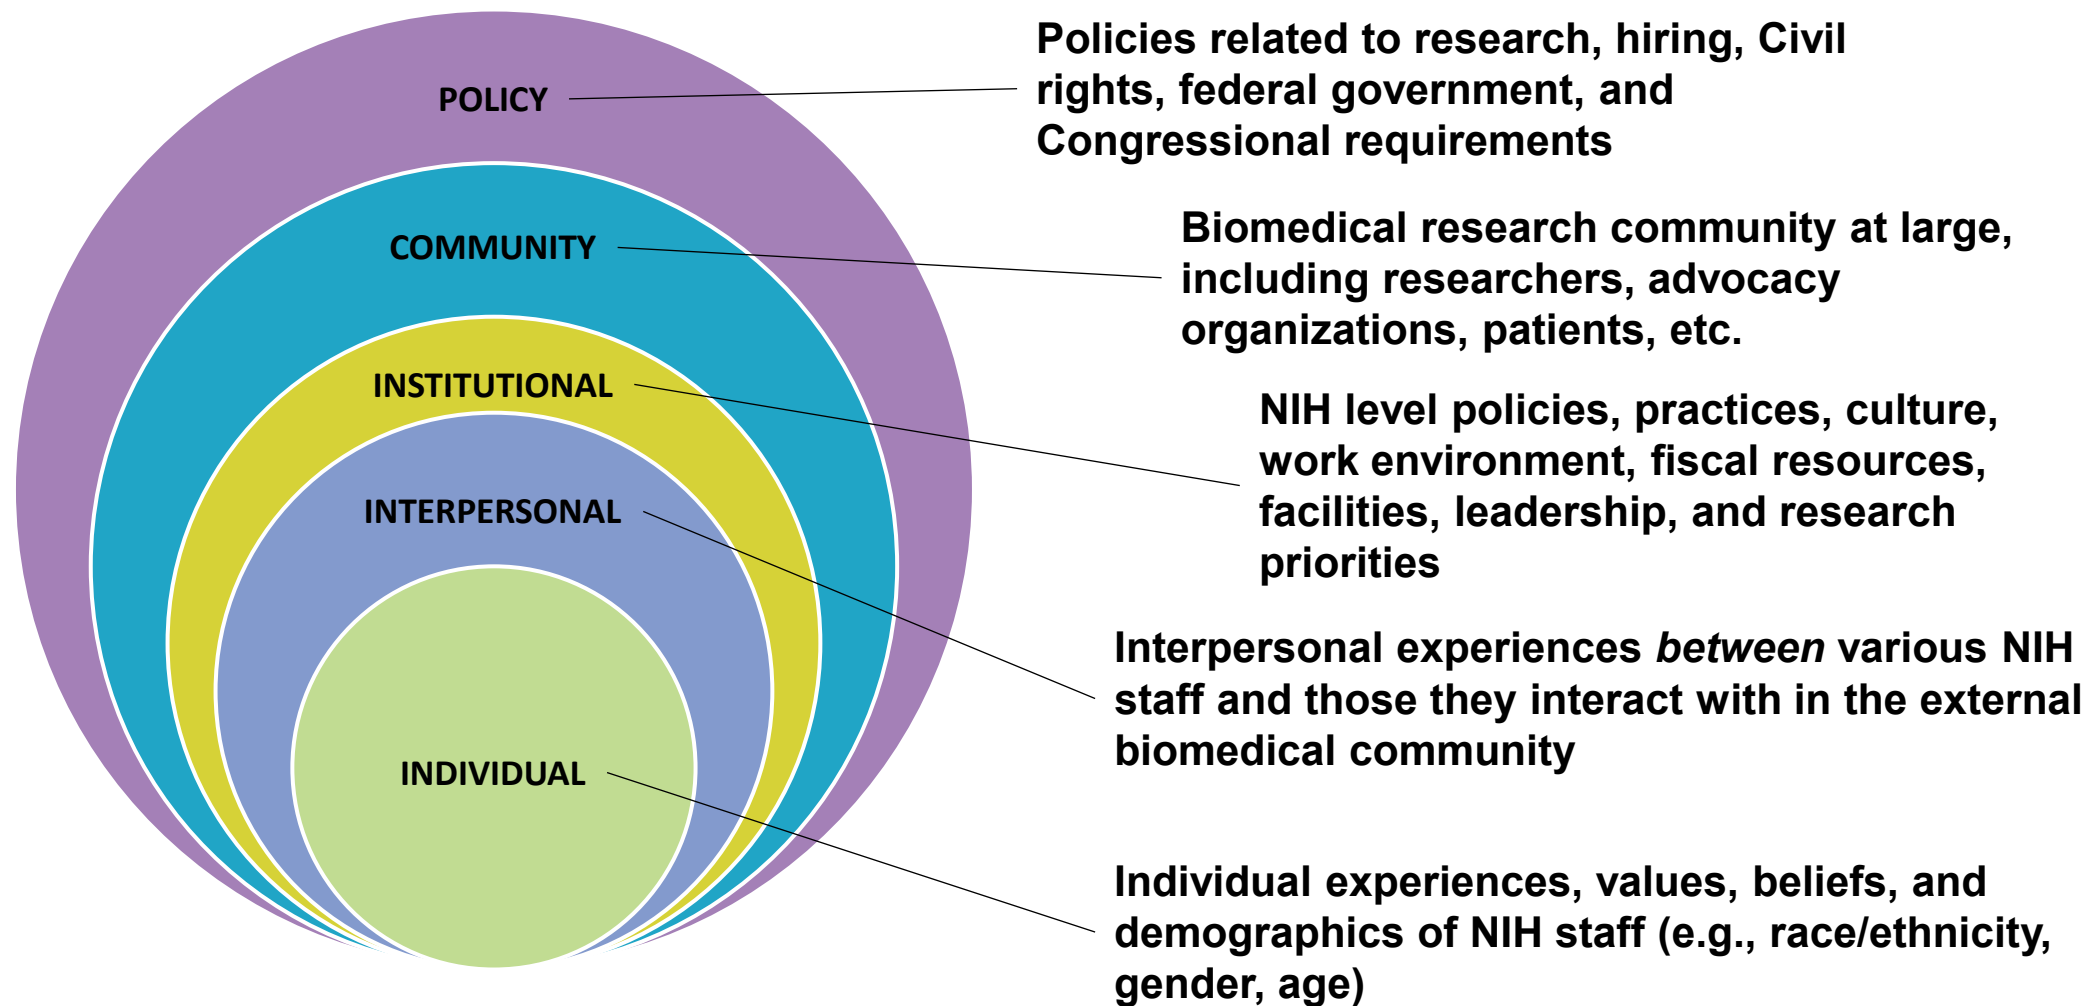 POLICY
Policies related to research, hiring, Civil
rights, federal government, and
Congressional requirements
COMMUNITY
Biomedical research community at large,
including researchers, advocacy
organizations, patients, etc.
INSTITUTIONAL
NIH level policies, practices, culture,
work environment, fiscal resources,
facilities, leadership, and research
priorities
INTERPERSONAL
Interpersonal experiences between various NIH
staff and those they interact with in the external
biomedical community
INDIVIDUAL
Individual experiences, values, beliefs, and
demographics of NIH staff (e.g., race/ethnicity,
gender, age)